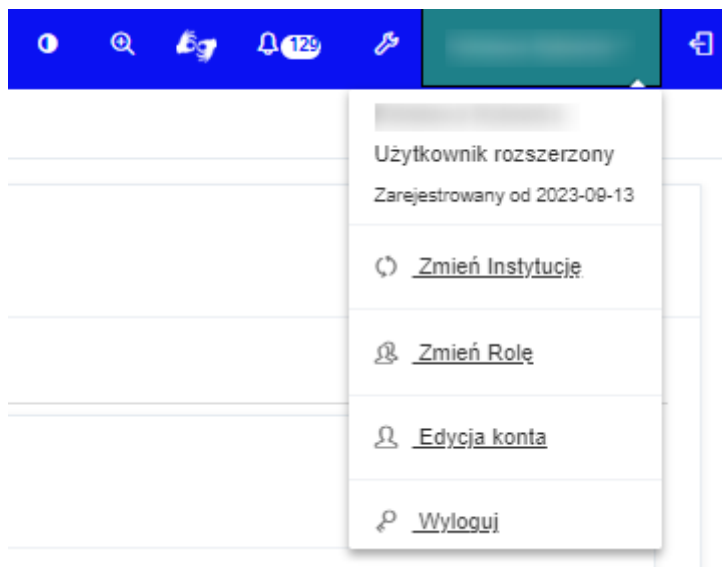 129
Użytkownik rozszerzony
Zarejestrowany od 2023-09-13
Zmień Instytucję
Zmień Rolę
Edycja konta
Wyloguj